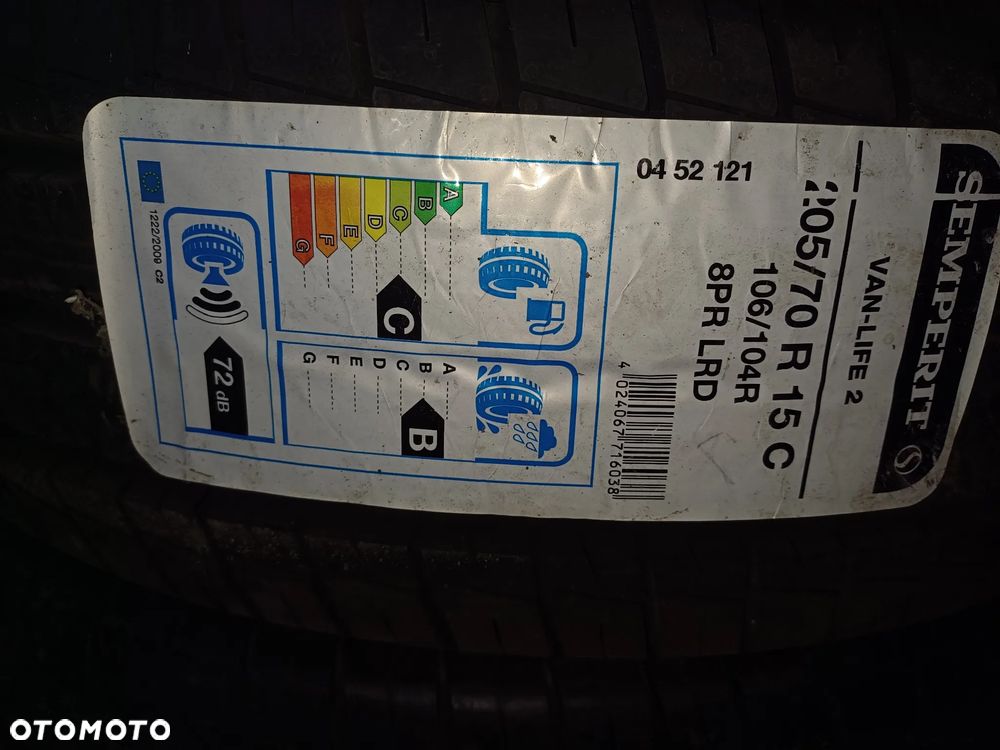 SEMPERIT
VAN-LIFE 2
205/70 R 15 C
106/104R
8PR LRD
04 52 121
4 024067 716038
A
B
C
D
E
F
G
C
A
B
C
D
E
F
G
B
72 dB
1222/2009 C2
OTOMOTO